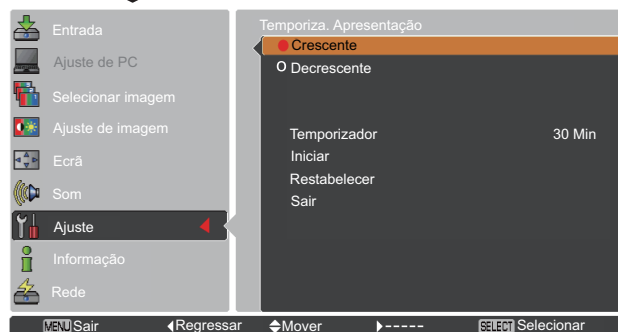 Entrada
Ajuste de PC
Selecionar imagem
Ajuste de imagem
Ecrã
Som
Ajuste
Informação
Rede
Temporiza. Apresentação
Crescente
Decrescente
Temporizador 30 Min
Iniciar
Restabelecer
Sair
MENU Sair Regressar Mover ----- SELECT Selecionar